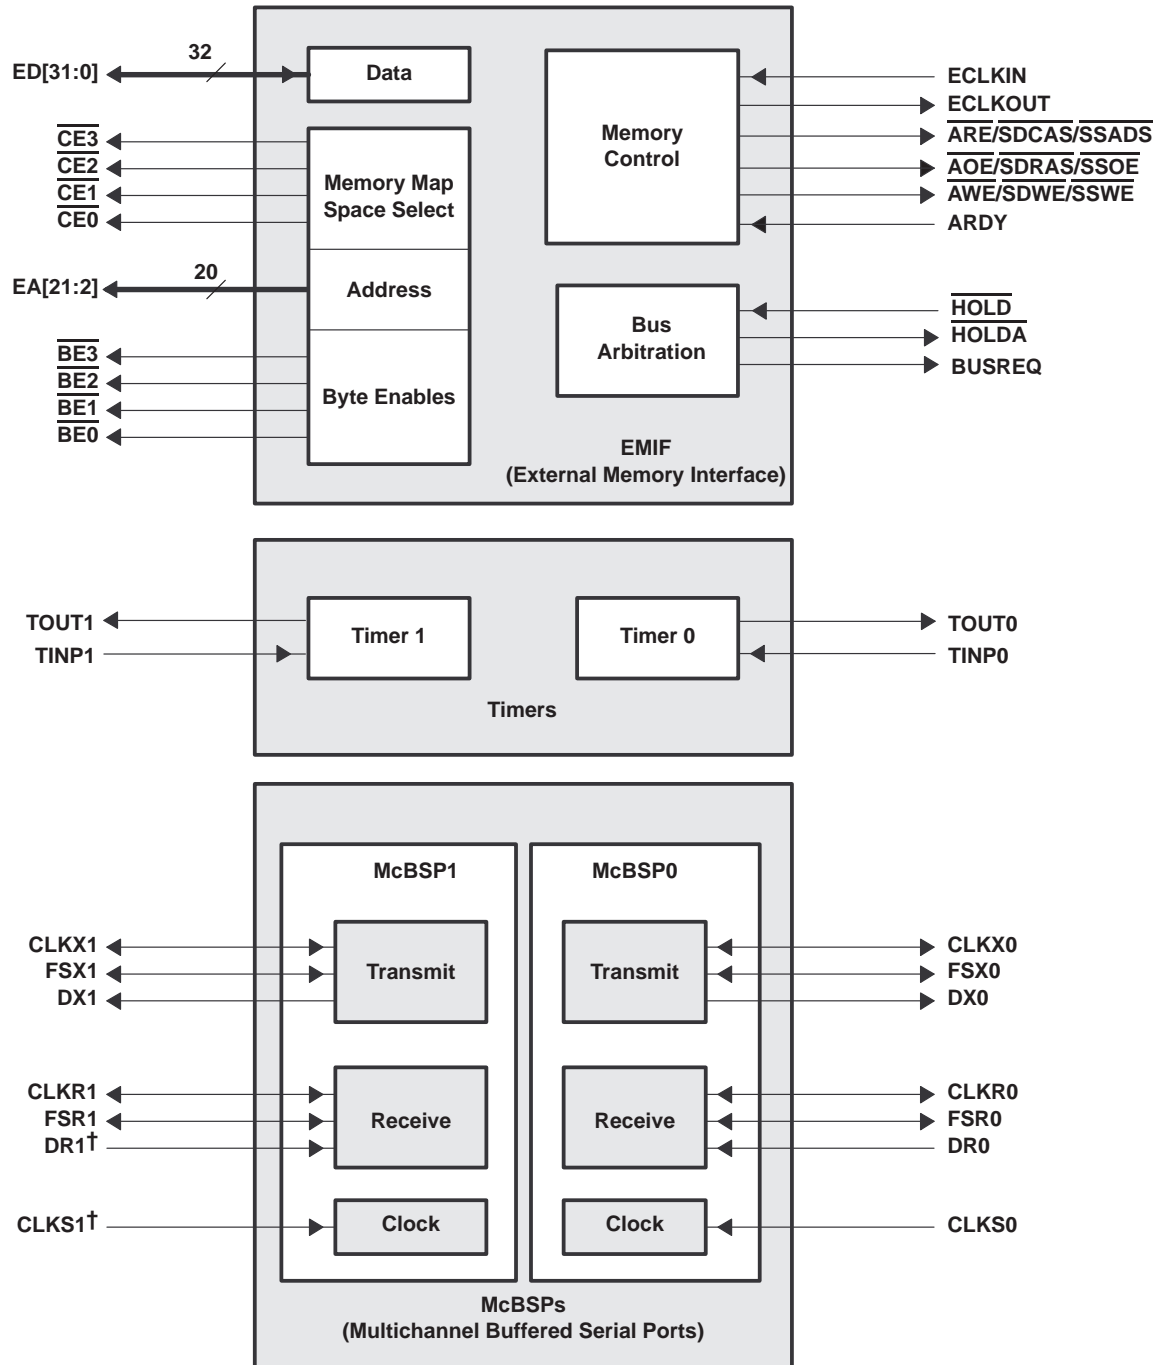 32
ED[31:0]
Data
CE3
CE2
CE1
CE0
Memory Map
Space Select
20
EA[21:2]
Address
BE3
BE2
BE1
BE0
Byte Enables
Memory
Control
ECLKIN
ECLKOUT
ARE/SDCAS/SSADS
AOE/SDRAS/SSOE
AWE/SDWE/SSWE
ARDY
Bus
Arbitration
HOLD
HOLDA
BUSREQ
EMIF
(External Memory Interface)
TOUT1
TINP1
Timer 1
Timer 0
TOUT0
TINP0
Timers
McBSP1
McBSP0
CLKX1
FSX1
DX1
Transmit
Transmit
CLKX0
FSX0
DX0
CLKR1
FSR1
DR1†
Receive
Receive
CLKR0
FSR0
DR0
CLKS1†
Clock
Clock
CLKS0
McBSPs
(Multichannel Buffered Serial Ports)